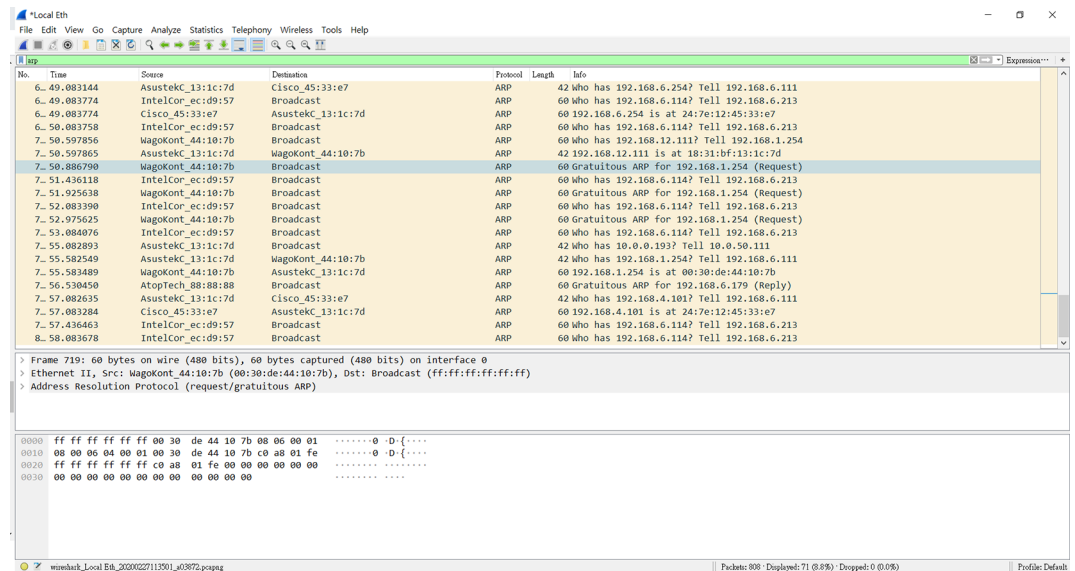 *Local Eth
File Edit View Go Capture Analyze Statistics Telephony Wireless Tools Help
arp Expression… +
No. Time Source Destination Protocol Length Info
6… 49.083144 AsustekC_13:1c:7d Cisco_45:33:e7 ARP 42 Who has 192.168.6.254? Tell 192.168.6.111
6… 49.083774 IntelCor_ec:d9:57 Broadcast ARP 60 Who has 192.168.6.114? Tell 192.168.6.213
6… 49.083774 Cisco_45:33:e7 AsustekC_13:1c:7d ARP 60 192.168.6.254 is at 24:7e:12:45:33:e7
6… 50.083758 IntelCor_ec:d9:57 Broadcast ARP 60 Who has 192.168.6.114? Tell 192.168.6.213
7… 50.597856 WagoKont_44:10:7b Broadcast ARP 60 Who has 192.168.12.111? Tell 192.168.1.254
7… 50.597865 AsustekC_13:1c:7d WagoKont_44:10:7b ARP 42 192.168.12.111 is at 18:31:bf:13:1c:7d
7… 50.886790 WagoKont_44:10:7b Broadcast ARP 60 Gratuitous ARP for 192.168.1.254 (Request)
7… 51.436118 IntelCor_ec:d9:57 Broadcast ARP 60 Who has 192.168.6.114? Tell 192.168.6.213
7… 51.925638 WagoKont_44:10:7b Broadcast ARP 60 Gratuitous ARP for 192.168.1.254 (Request)
7… 52.083390 IntelCor_ec:d9:57 Broadcast ARP 60 Who has 192.168.6.114? Tell 192.168.6.213
7… 52.975625 WagoKont_44:10:7b Broadcast ARP 60 Gratuitous ARP for 192.168.1.254 (Request)
7… 53.084076 IntelCor_ec:d9:57 Broadcast ARP 60 Who has 192.168.6.114? Tell 192.168.6.213
7… 55.082893 AsustekC_13:1c:7d Broadcast ARP 42 Who has 10.0.0.193? Tell 10.0.50.111
7… 55.582549 AsustekC_13:1c:7d WagoKont_44:10:7b ARP 42 Who has 192.168.1.254? Tell 192.168.6.111
7… 55.583489 WagoKont_44:10:7b AsustekC_13:1c:7d ARP 60 192.168.1.254 is at 00:30:de:44:10:7b
7… 56.530450 AtopTech_88:88:88 Broadcast ARP 60 Gratuitous ARP for 192.168.6.179 (Reply)
7… 57.082635 AsustekC_13:1c:7d Cisco_45:33:e7 ARP 42 Who has 192.168.4.101? Tell 192.168.6.111
7… 57.083284 Cisco_45:33:e7 AsustekC_13:1c:7d ARP 60 192.168.4.101 is at 24:7e:12:45:33:e7
7… 57.436463 IntelCor_ec:d9:57 Broadcast ARP 60 Who has 192.168.6.114? Tell 192.168.6.213
8… 58.083678 IntelCor_ec:d9:57 Broadcast ARP 60 Who has 192.168.6.114? Tell 192.168.6.213
Frame 719: 60 bytes on wire (480 bits), 60 bytes captured (480 bits) on interface 0
Ethernet II, Src: WagoKont_44:10:7b (00:30:de:44:10:7b), Dst: Broadcast (ff:ff:ff:ff:ff:ff)
Address Resolution Protocol (request/gratuitous ARP)
0000 ff ff ff ff ff ff 00 30 de 44 10 7b 08 06 00 01 ·······0 ·D·{····
0010 08 00 06 04 00 01 00 30 de 44 10 7b c0 a8 01 fe ·······0 ·D·{····
0020 ff ff ff ff ff ff c0 a8 01 fe 00 00 00 00 00 00 ········ ········
0030 00 00 00 00 00 00 00 00 00 00 00 00 ········ ····
wireshark_Local Eth_20200227113501_a03872.pcapng Packets: 808 · Displayed: 71 (8.8%) · Dropped: 0 (0.0%) Profile: Default